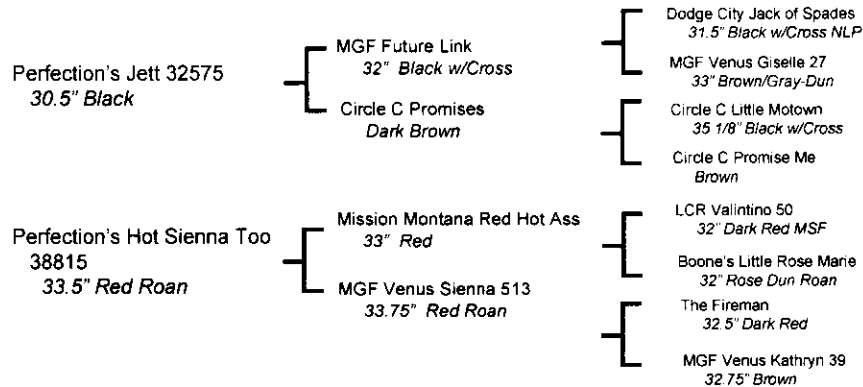 Perfection's Jett 32575
30.5" Black
MGF Future Link
32" Black w/Cross
Circle C Promises
Dark Brown
Dodge City Jack of Spades
31.5" Black w/Cross NLP
MGF Venus Giselle 27
33" Brown/Gray-Dun
Circle C Little Motown
35 1/8" Black w/Cross
Circle C Promise Me
Brown
Perfection's Hot Sienna Too
38815
33.5" Red Roan
Mission Montana Red Hot Ass
33" Red
MGF Venus Sienna 513
33.75" Red Roan
LCR Valintino 50
32" Dark Red MSF
Boone's Little Rose Marie
32" Rose Dun Roan
The Fireman
32.5" Dark Red
MGF Venus Kathryn 39
32.75" Brown